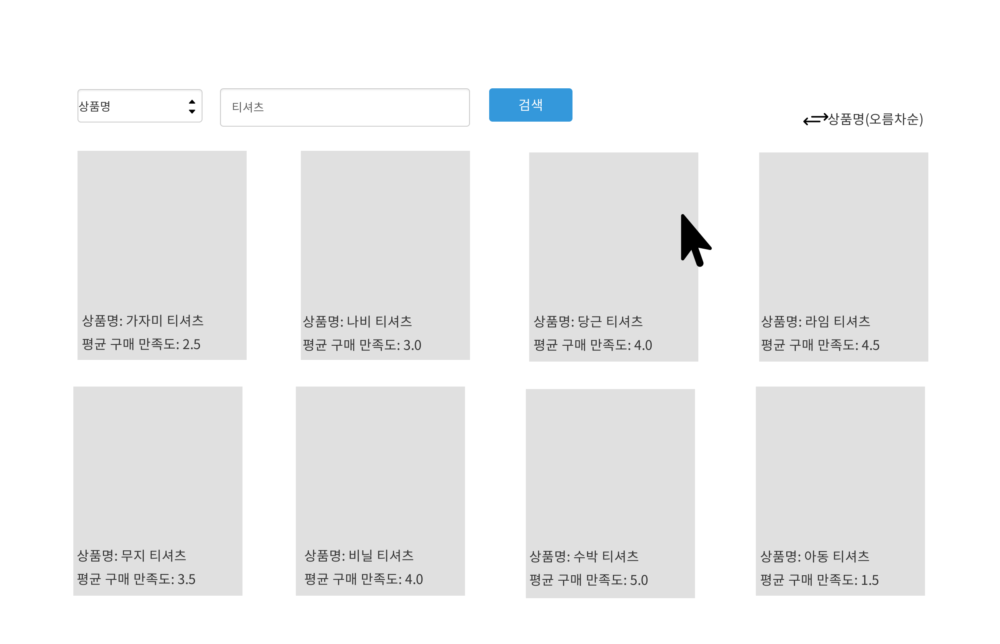 상품명
티셔츠
검색
상품명(오름차순)
상품명: 가자미 티셔츠
평균 구매 만족도: 2.5
상품명: 나비 티셔츠
평균 구매 만족도: 3.0
상품명: 당근 티셔츠
평균 구매 만족도: 4.0
상품명: 라임 티셔츠
평균 구매 만족도: 4.5
상품명: 무지 티셔츠
평균 구매 만족도: 3.5
상품명: 비닐 티셔츠
평균 구매 만족도: 4.0
상품명: 수박 티셔츠
평균 구매 만족도: 5.0
상품명: 아동 티셔츠
평균 구매 만족도: 1.5